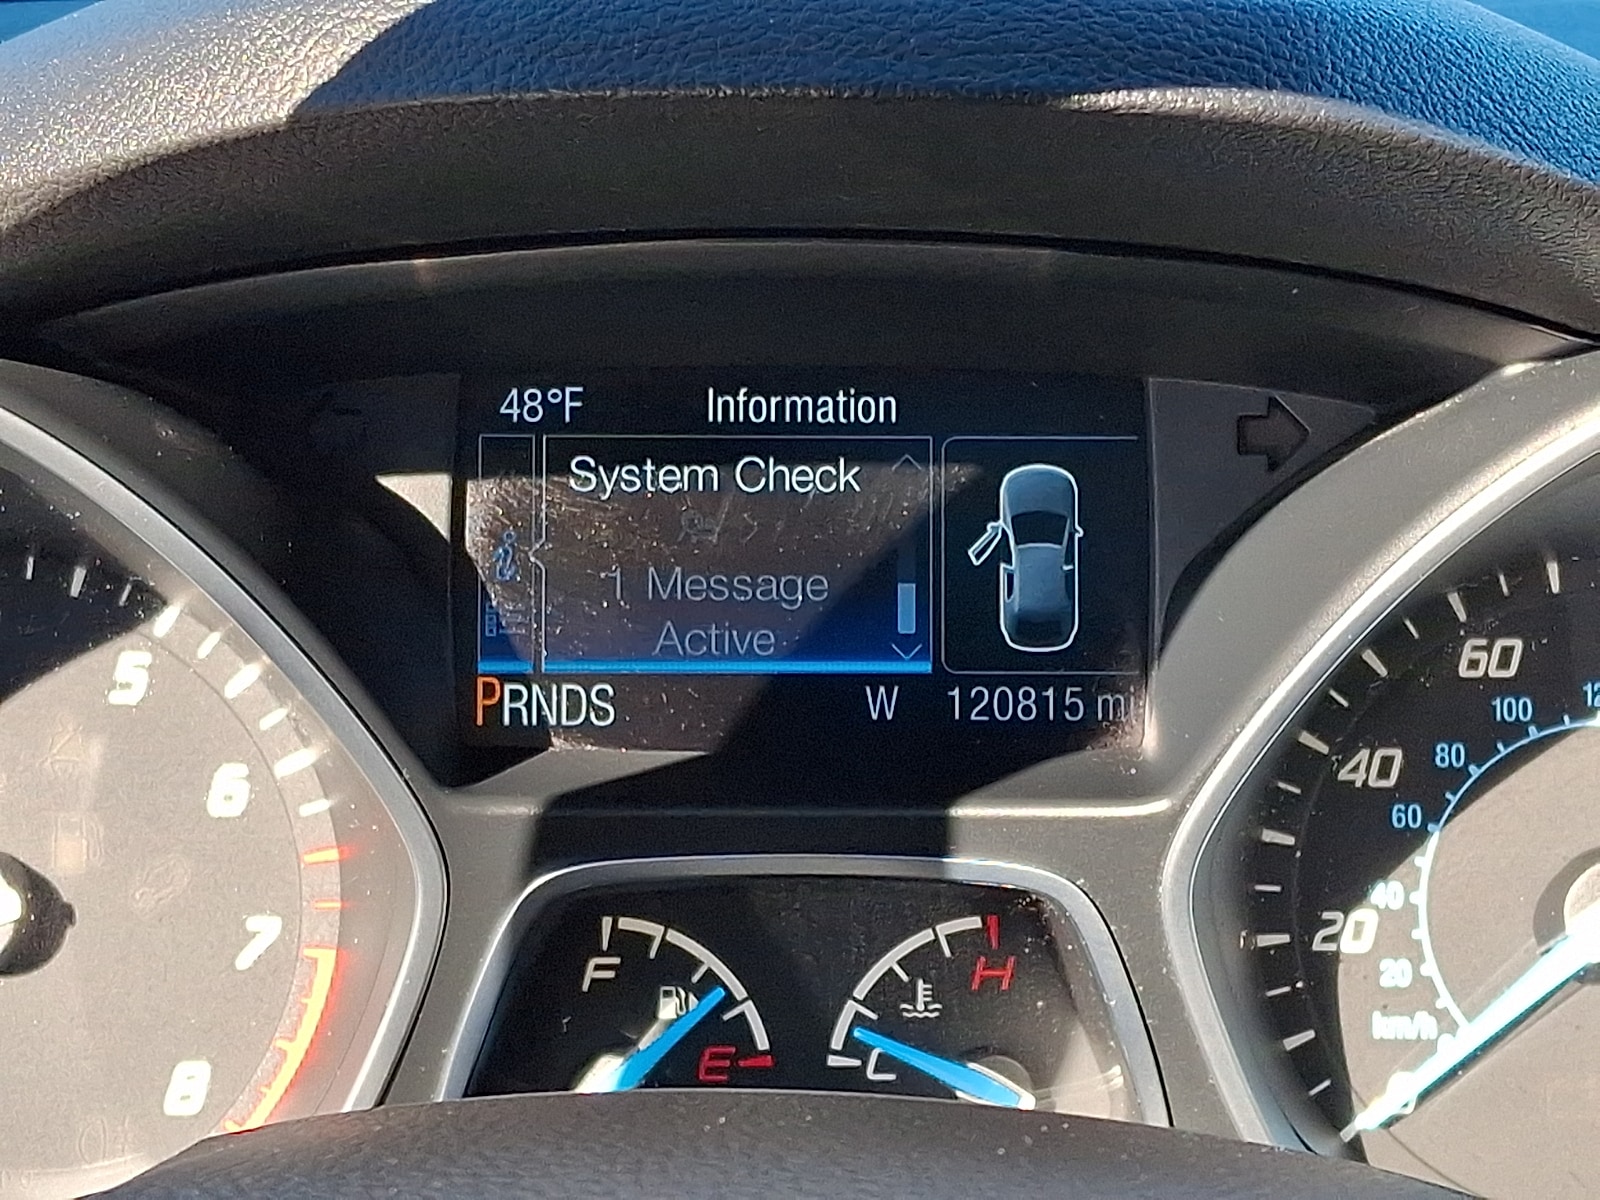 48°F Information
System Check
1 Message
Active
PRNDS W 120815 mi
5
6
7
8
F
E
H
C
60
40
20
100
80
60
40
20
km/h